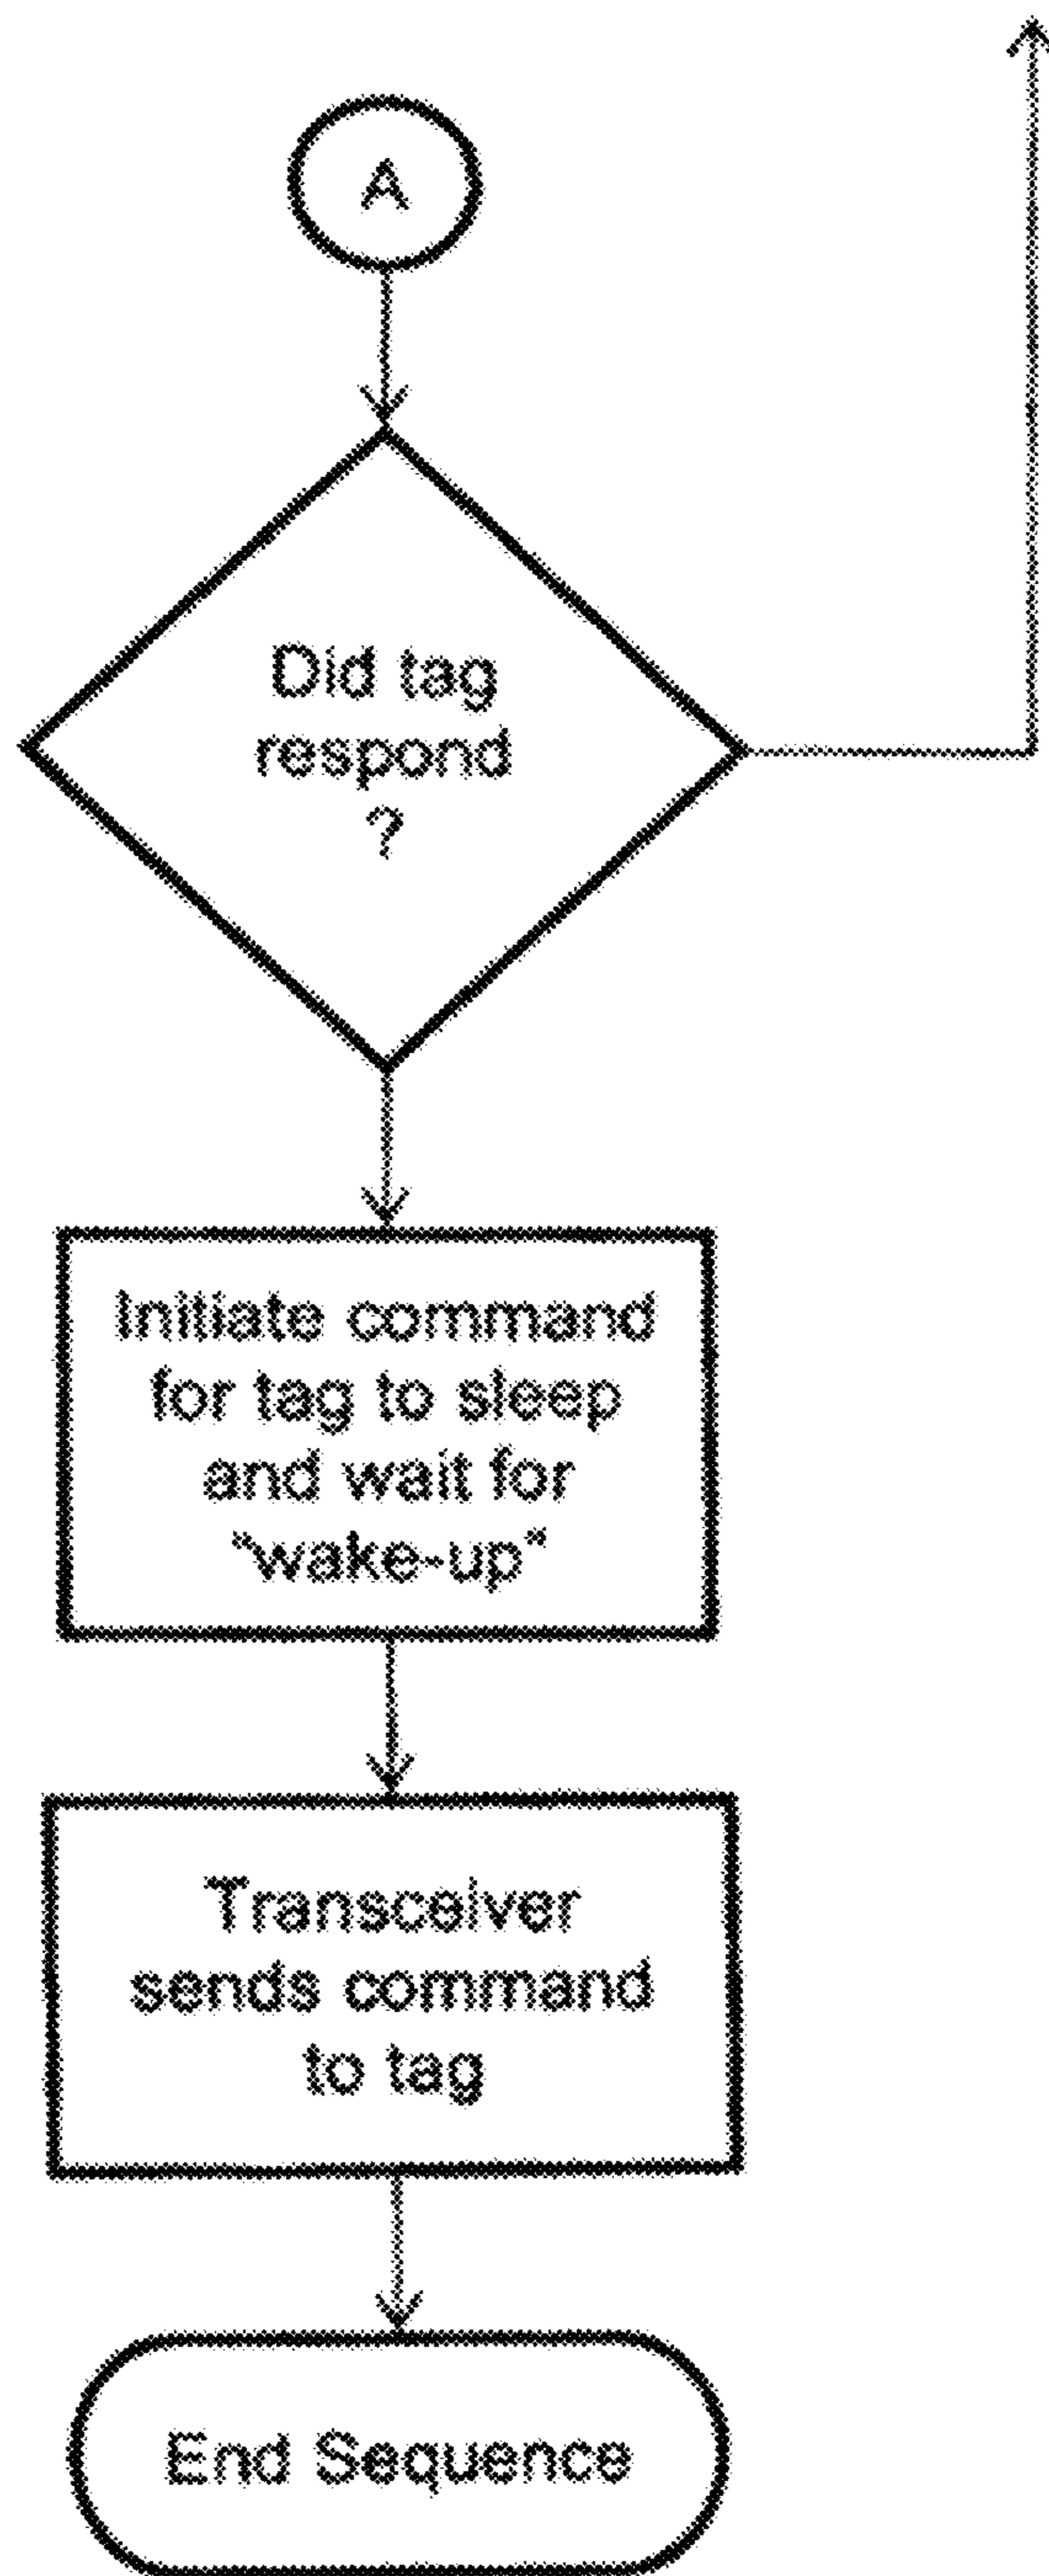 A
Did tag
respond
?
Initiate command
for tag to sleep
and wait for
"wake-up"
Transceiver
sends command
to tag
End Sequence